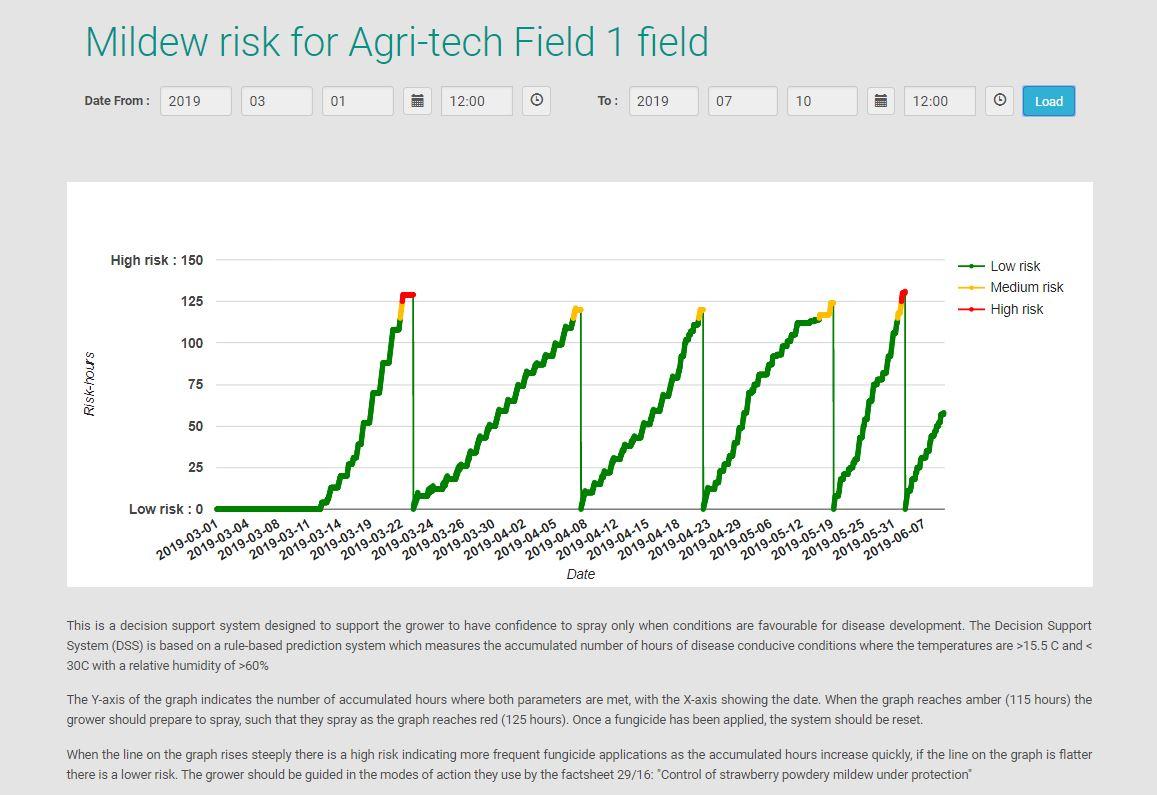 Mildew risk for Agri-tech Field 1 field
Date From : 2019 03 01 12:00 To : 2019 07 10 12:00 Load
High risk : 150
125
100
75
50
25
Low risk : 0
Risk-hours
Low risk
Medium risk
High risk
2019-03-01 2019-03-04 2019-03-08 2019-03-11 2019-03-14 2019-03-19 2019-03-22 2019-03-24 2019-03-26 2019-03-30 2019-04-02 2019-04-05 2019-04-08 2019-04-12 2019-04-15 2019-04-18 2019-04-23 2019-04-29 2019-05-06 2019-05-12 2019-05-19 2019-05-25 2019-05-31 2019-06-07
Date
This is a decision support system designed to support the grower to have confidence to spray only when conditions are favourable for disease development. The Decision Support
System (DSS) is based on a rule-based prediction system which measures the accumulated number of hours of disease conducive conditions where the temperatures are >15.5 C and <
30C with a relative humidity of >60%
The Y-axis of the graph indicates the number of accumulated hours where both parameters are met, with the X-axis showing the date. When the graph reaches amber (115 hours) the
grower should prepare to spray, such that they spray as the graph reaches red (125 hours). Once a fungicide has been applied, the system should be reset.
When the line on the graph rises steeply there is a high risk indicating more frequent fungicide applications as the accumulated hours increase quickly, if the line on the graph is flatter
there is a lower risk. The grower should be guided in the modes of action they use by the factsheet 29/16: "Control of strawberry powdery mildew under protection"